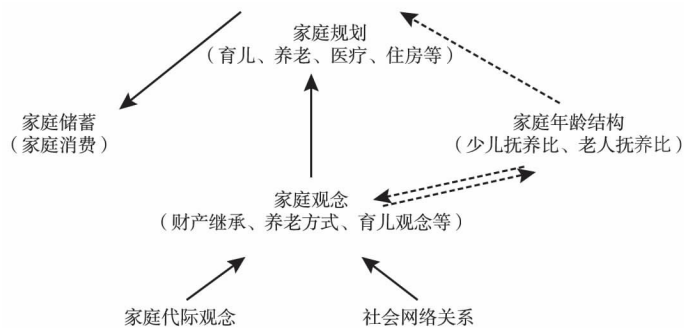 家庭规划
（育儿、养老、医疗、住房等）
家庭储蓄
（家庭消费）
家庭年龄结构
（少儿抚养比、老人抚养比）
家庭观念
（财产继承、养老方式、育儿观念等）
家庭代际观念
社会网络关系